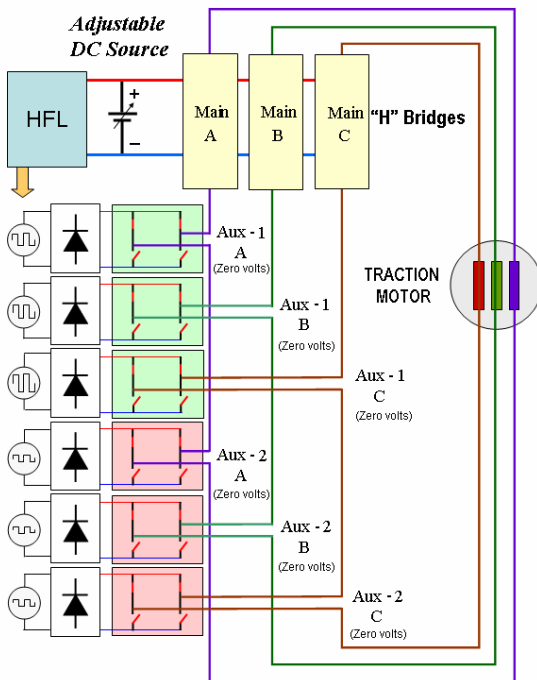 Adjustable
DC Source
HFL
+
−
Main
A
Main
B
Main
C
"H" Bridges
Aux - 1
A
(Zero volts)
Aux - 1
B
(Zero volts)
TRACTION
MOTOR
Aux - 1
C
(Zero volts)
Aux - 2
A
(Zero volts)
Aux - 2
B
(Zero volts)
Aux - 2
C
(Zero volts)